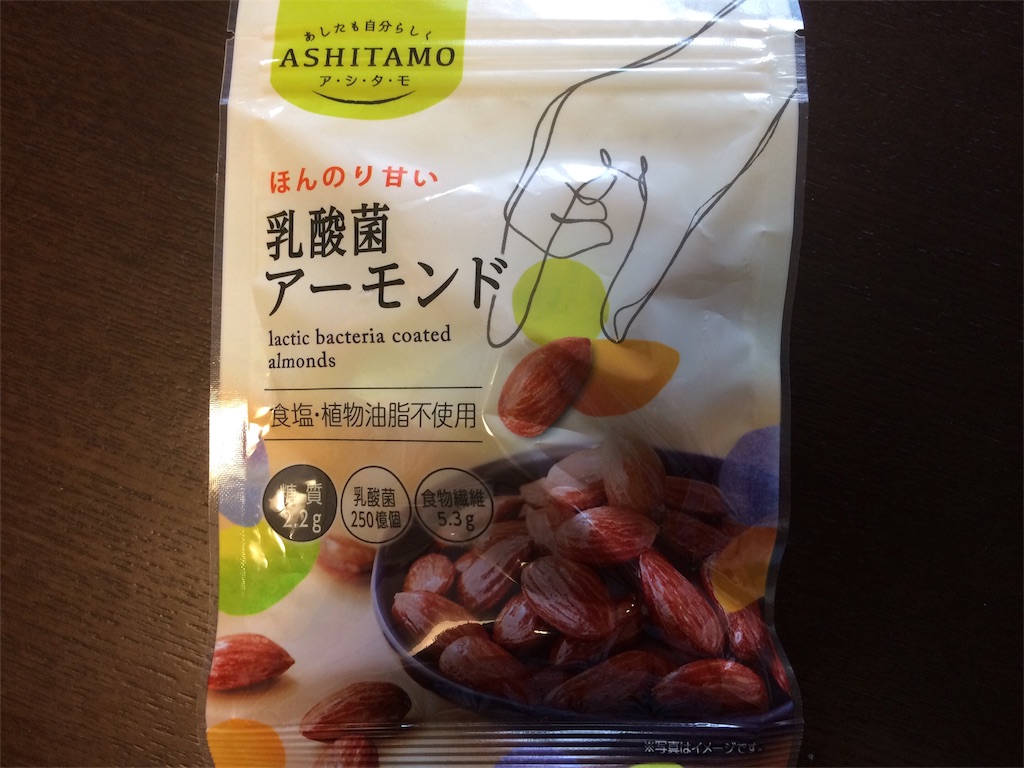 あしたも自分らしく
ASHITAMO
ア・シ・タ・モ
ほんのり甘い
乳酸菌
アーモンド
lactic bacteria coated
almonds
食塩・植物油脂不使用
糖質
2.2g
乳酸菌
250億個
食物繊維
5.3g
※写真はイメージです。